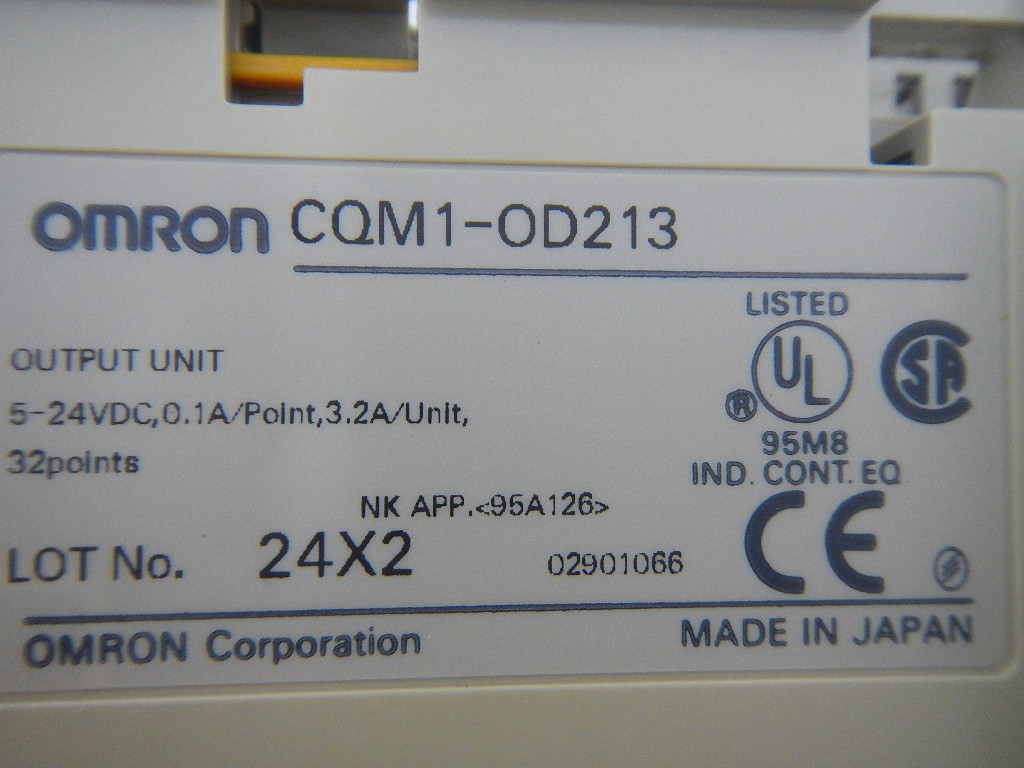 OMRON CQM1-OD213
LISTED
UL
®
SA
OUTPUT UNIT
5-24VDC,0.1A/Point,3.2A/Unit,
32points
95M8
IND. CONT. EQ
NK APP.<95A126>
CE
LOT No. 24X2 02901066
OMRON Corporation MADE IN JAPAN